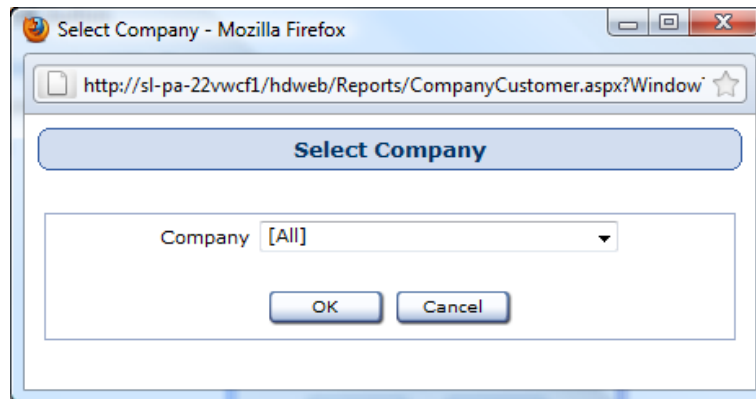 Select Company - Mozilla Firefox
http://sl-pa-22vwcf1/hdweb/Reports/CompanyCustomer.aspx?Window
Select Company
Company [All]
OK Cancel